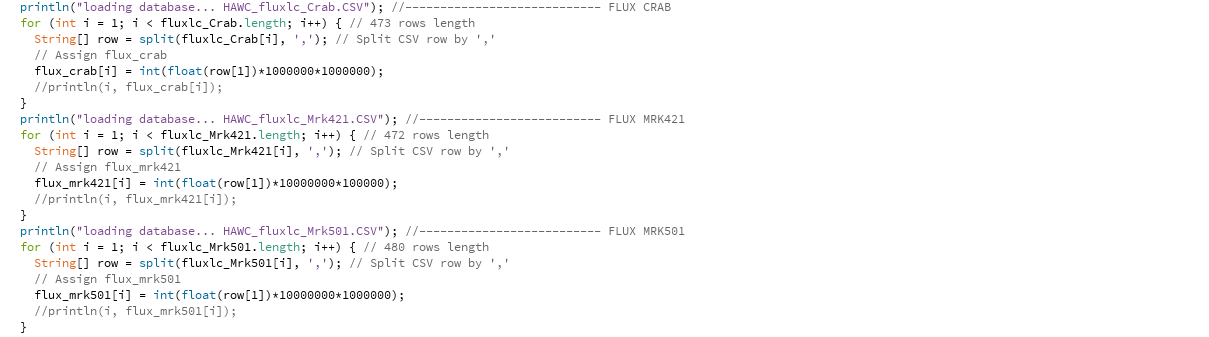 println("loading database... HAWC_fluxlc_Crab.CSV"); //--------------------------- FLUX CRAB
for (int i = 1; i < fluxlc_Crab.length; i++) { // 473 rows length
  String[] row = split(fluxlc_Crab[i], ','); // Split CSV row by ','
  // Assign flux_crab
  flux_crab[i] = int(float(row[1])*1000000*1000000);
  //println(i, flux_crab[i]);
}
println("loading database... HAWC_fluxlc_Mrk421.CSV"); //------------------------- FLUX MRK421
for (int i = 1; i < fluxlc_Mrk421.length; i++) { // 472 rows length
  String[] row = split(fluxlc_Mrk421[i], ','); // Split CSV row by ','
  // Assign flux_mrk421
  flux_mrk421[i] = int(float(row[1])*10000000*100000);
  //println(i, flux_mrk421[i]);
}
println("loading database... HAWC_fluxlc_Mrk501.CSV"); //------------------------- FLUX MRK501
for (int i = 1; i < fluxlc_Mrk501.length; i++) { // 480 rows length
  String[] row = split(fluxlc_Mrk501[i], ','); // Split CSV row by ','
  // Assign flux_mrk501
  flux_mrk501[i] = int(float(row[1])*10000000*1000000);
  //println(i, flux_mrk501[i]);
}